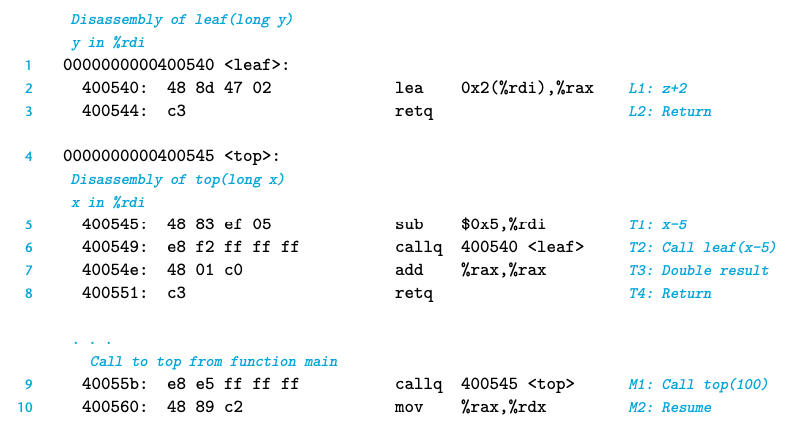 Disassembly of leaf(long y)
y in %rdi
1 0000000000400540 <leaf>:
2 400540: 48 8d 47 02 lea 0x2(%rdi),%rax L1: z+2
3 400544: c3 retq L2: Return
4 0000000000400545 <top>:
Disassembly of top(long x)
x in %rdi
5 400545: 48 83 ef 05 sub $0x5,%rdi T1: x-5
6 400549: e8 f2 ff ff ff callq 400540 <leaf> T2: Call leaf(x-5)
7 40054e: 48 01 c0 add %rax,%rax T3: Double result
8 400551: c3 retq T4: Return
. . .
Call to top from function main
9 40055b: e8 e5 ff ff ff callq 400545 <top> M1: Call top(100)
10 400560: 48 89 c2 mov %rax,%rdx M2: Resume